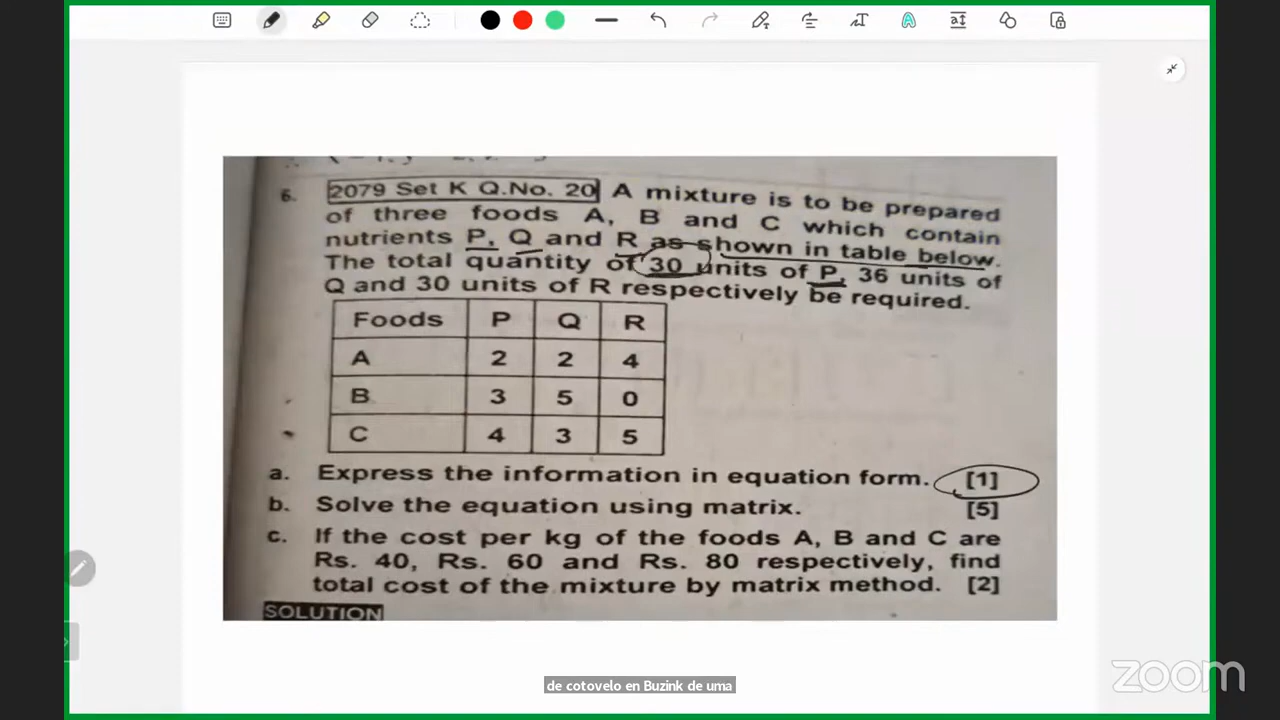 6. 2079 Set K Q.No. 20 A mixture is to be prepared
of three foods A, B and C which contain
nutrients P, Q and R as shown in table below.
The total quantity of 30 units of P, 36 units of
Q and 30 units of R respectively be required.
Foods P Q R
A 2 2 4
B 3 5 0
C 4 3 5
a. Express the information in equation form. [1]
b. Solve the equation using matrix. [5]
c. If the cost per kg of the foods A, B and C are
Rs. 40, Rs. 60 and Rs. 80 respectively, find
total cost of the mixture by matrix method. [2]
SOLUTION
de cotovelo en Buzink de uma
zoom